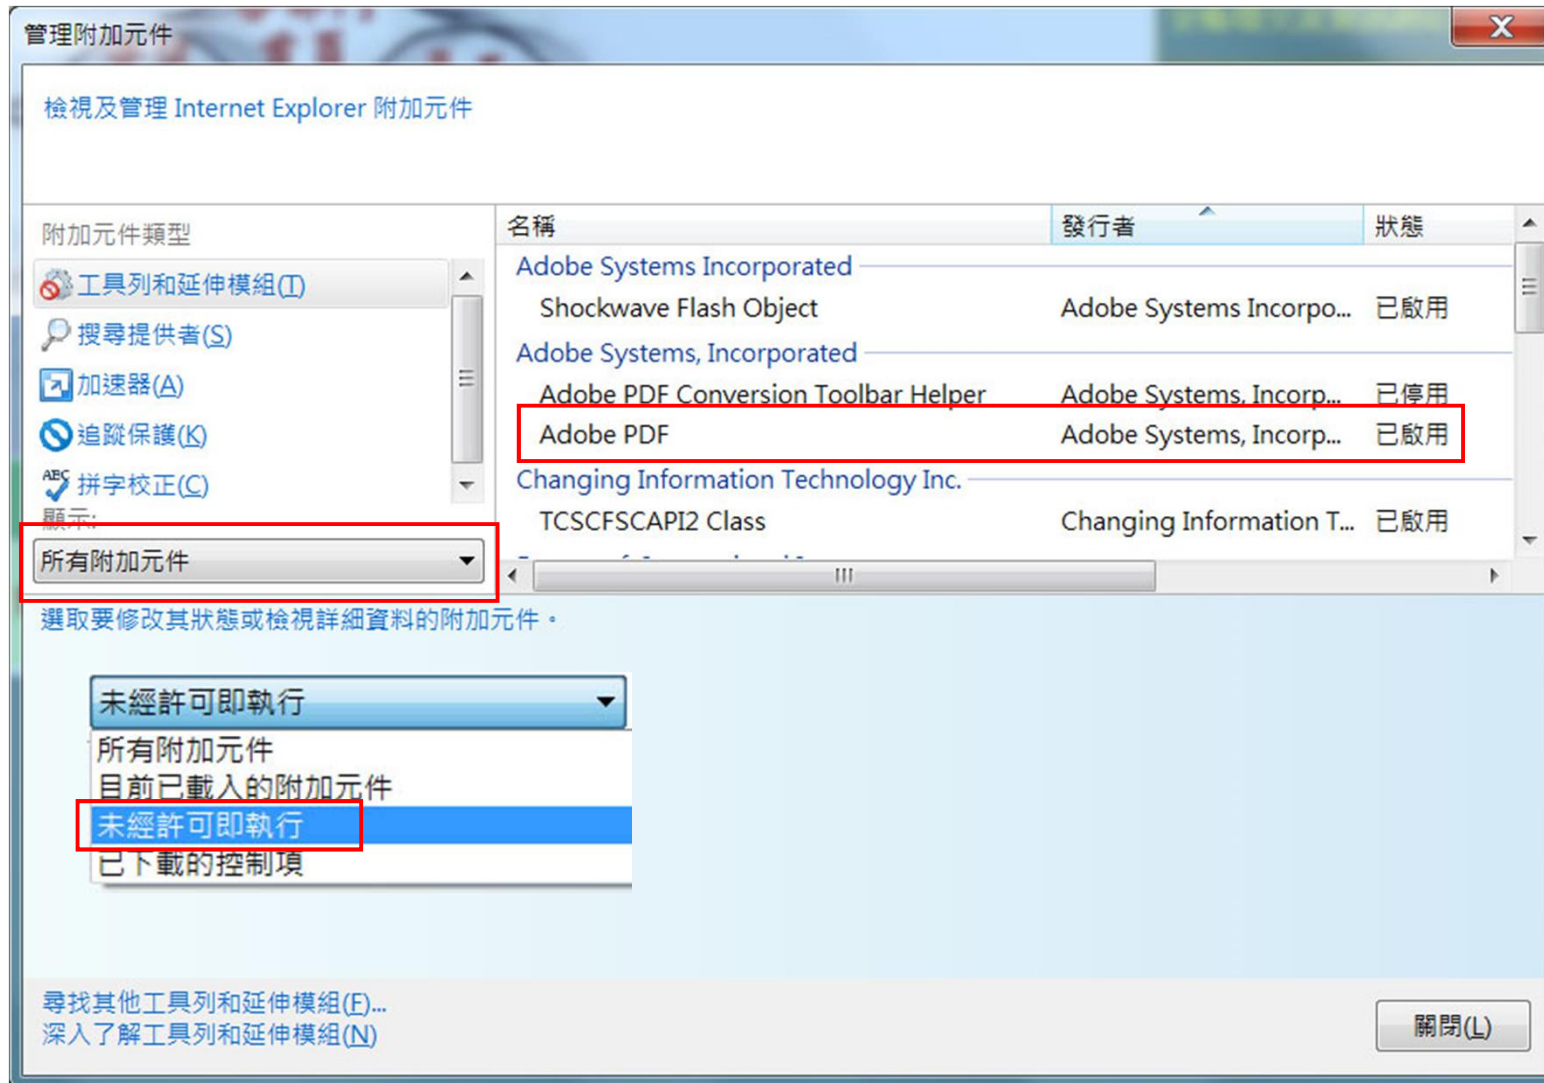 管理附加元件
檢視及管理 Internet Explorer 附加元件
附加元件類型
工具列和延伸模組(T)
搜尋提供者(S)
加速器(A)
追蹤保護(K)
拼字校正(C)
顯示:
所有附加元件
名稱 發行者 狀態
Adobe Systems Incorporated
Shockwave Flash Object Adobe Systems Incorpo... 已啟用
Adobe Systems, Incorporated
Adobe PDF Conversion Toolbar Helper Adobe Systems, Incorp... 已停用
Adobe PDF Adobe Systems, Incorp... 已啟用
Changing Information Technology Inc.
TCSCFSCAPI2 Class Changing Information T... 已啟用
選取要修改其狀態或檢視詳細資料的附加元件。
未經許可即執行
所有附加元件
目前已載入的附加元件
未經許可即執行
已下載的控制項
尋找其他工具列和延伸模組(F)...
深入了解工具列和延伸模組(N)
關閉(L)